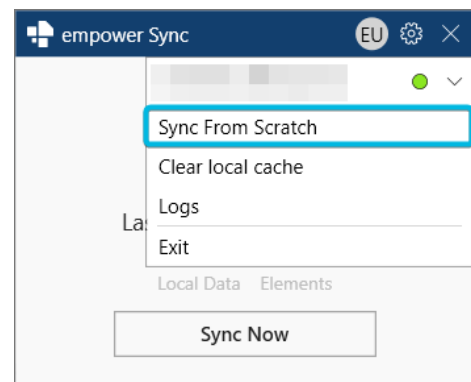 empower Sync EU
Sync From Scratch
Clear local cache
Logs
Exit
Local Data Elements
Sync Now